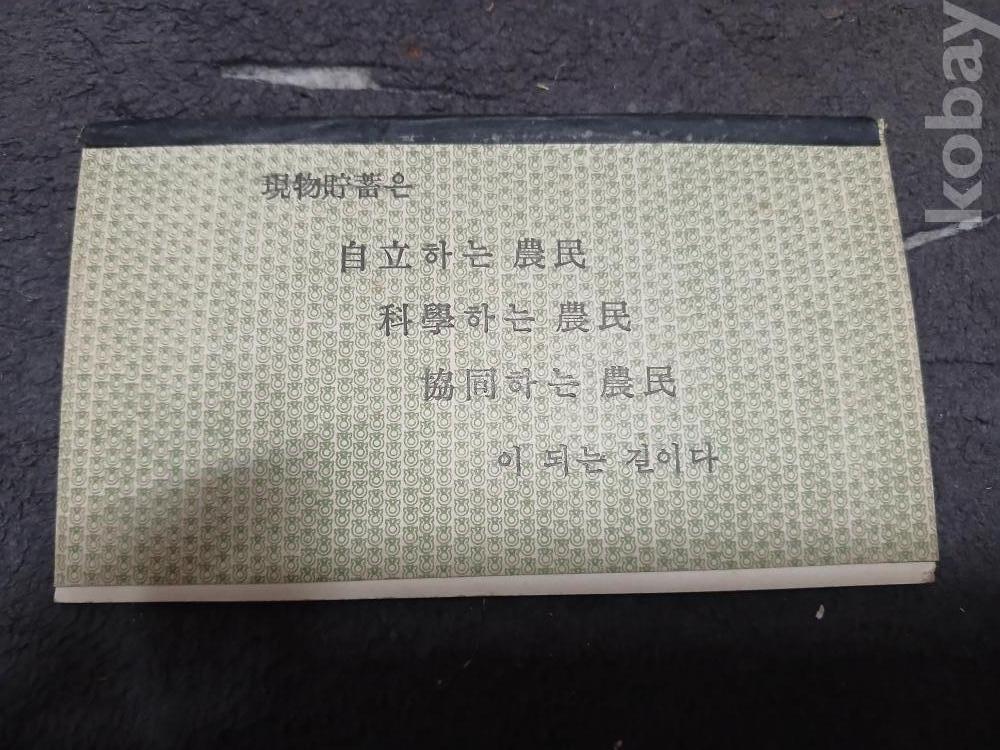 現物貯蓄은
自立하는 農民
科學하는 農民
協同하는 農民
이 되는 길이다
kobay